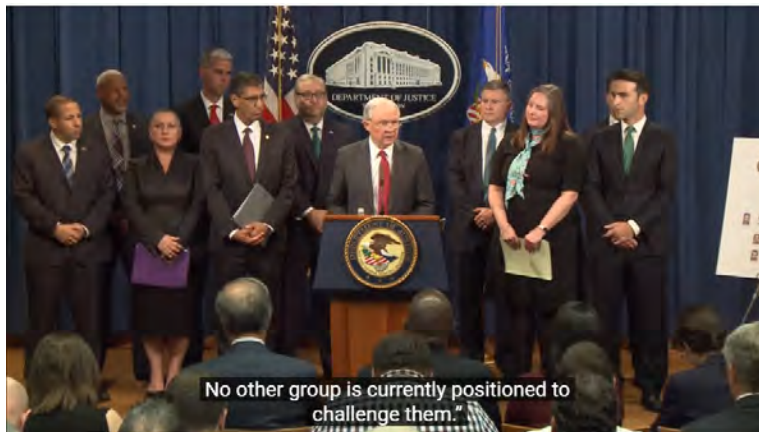 DEPARTMENT OF JUSTICE
No other group is currently positioned to
challenge them.”